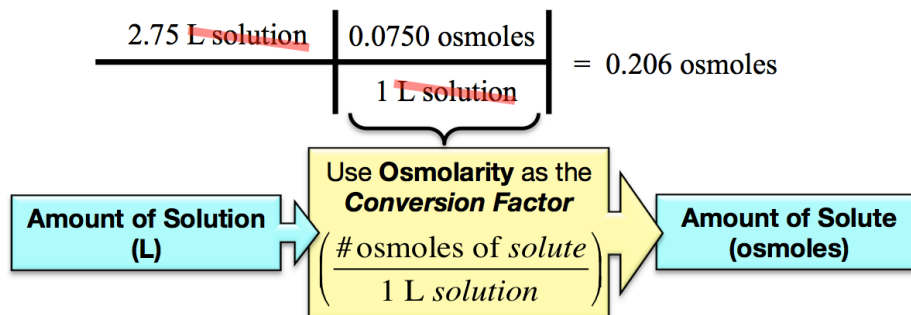 2.75 L solution
0.0750 osmoles
1 L solution
= 0.206 osmoles
Amount of Solution
(L)
Use Osmolarity as the
Conversion Factor
(# osmoles of solute
1 L solution)
Amount of Solute
(osmoles)